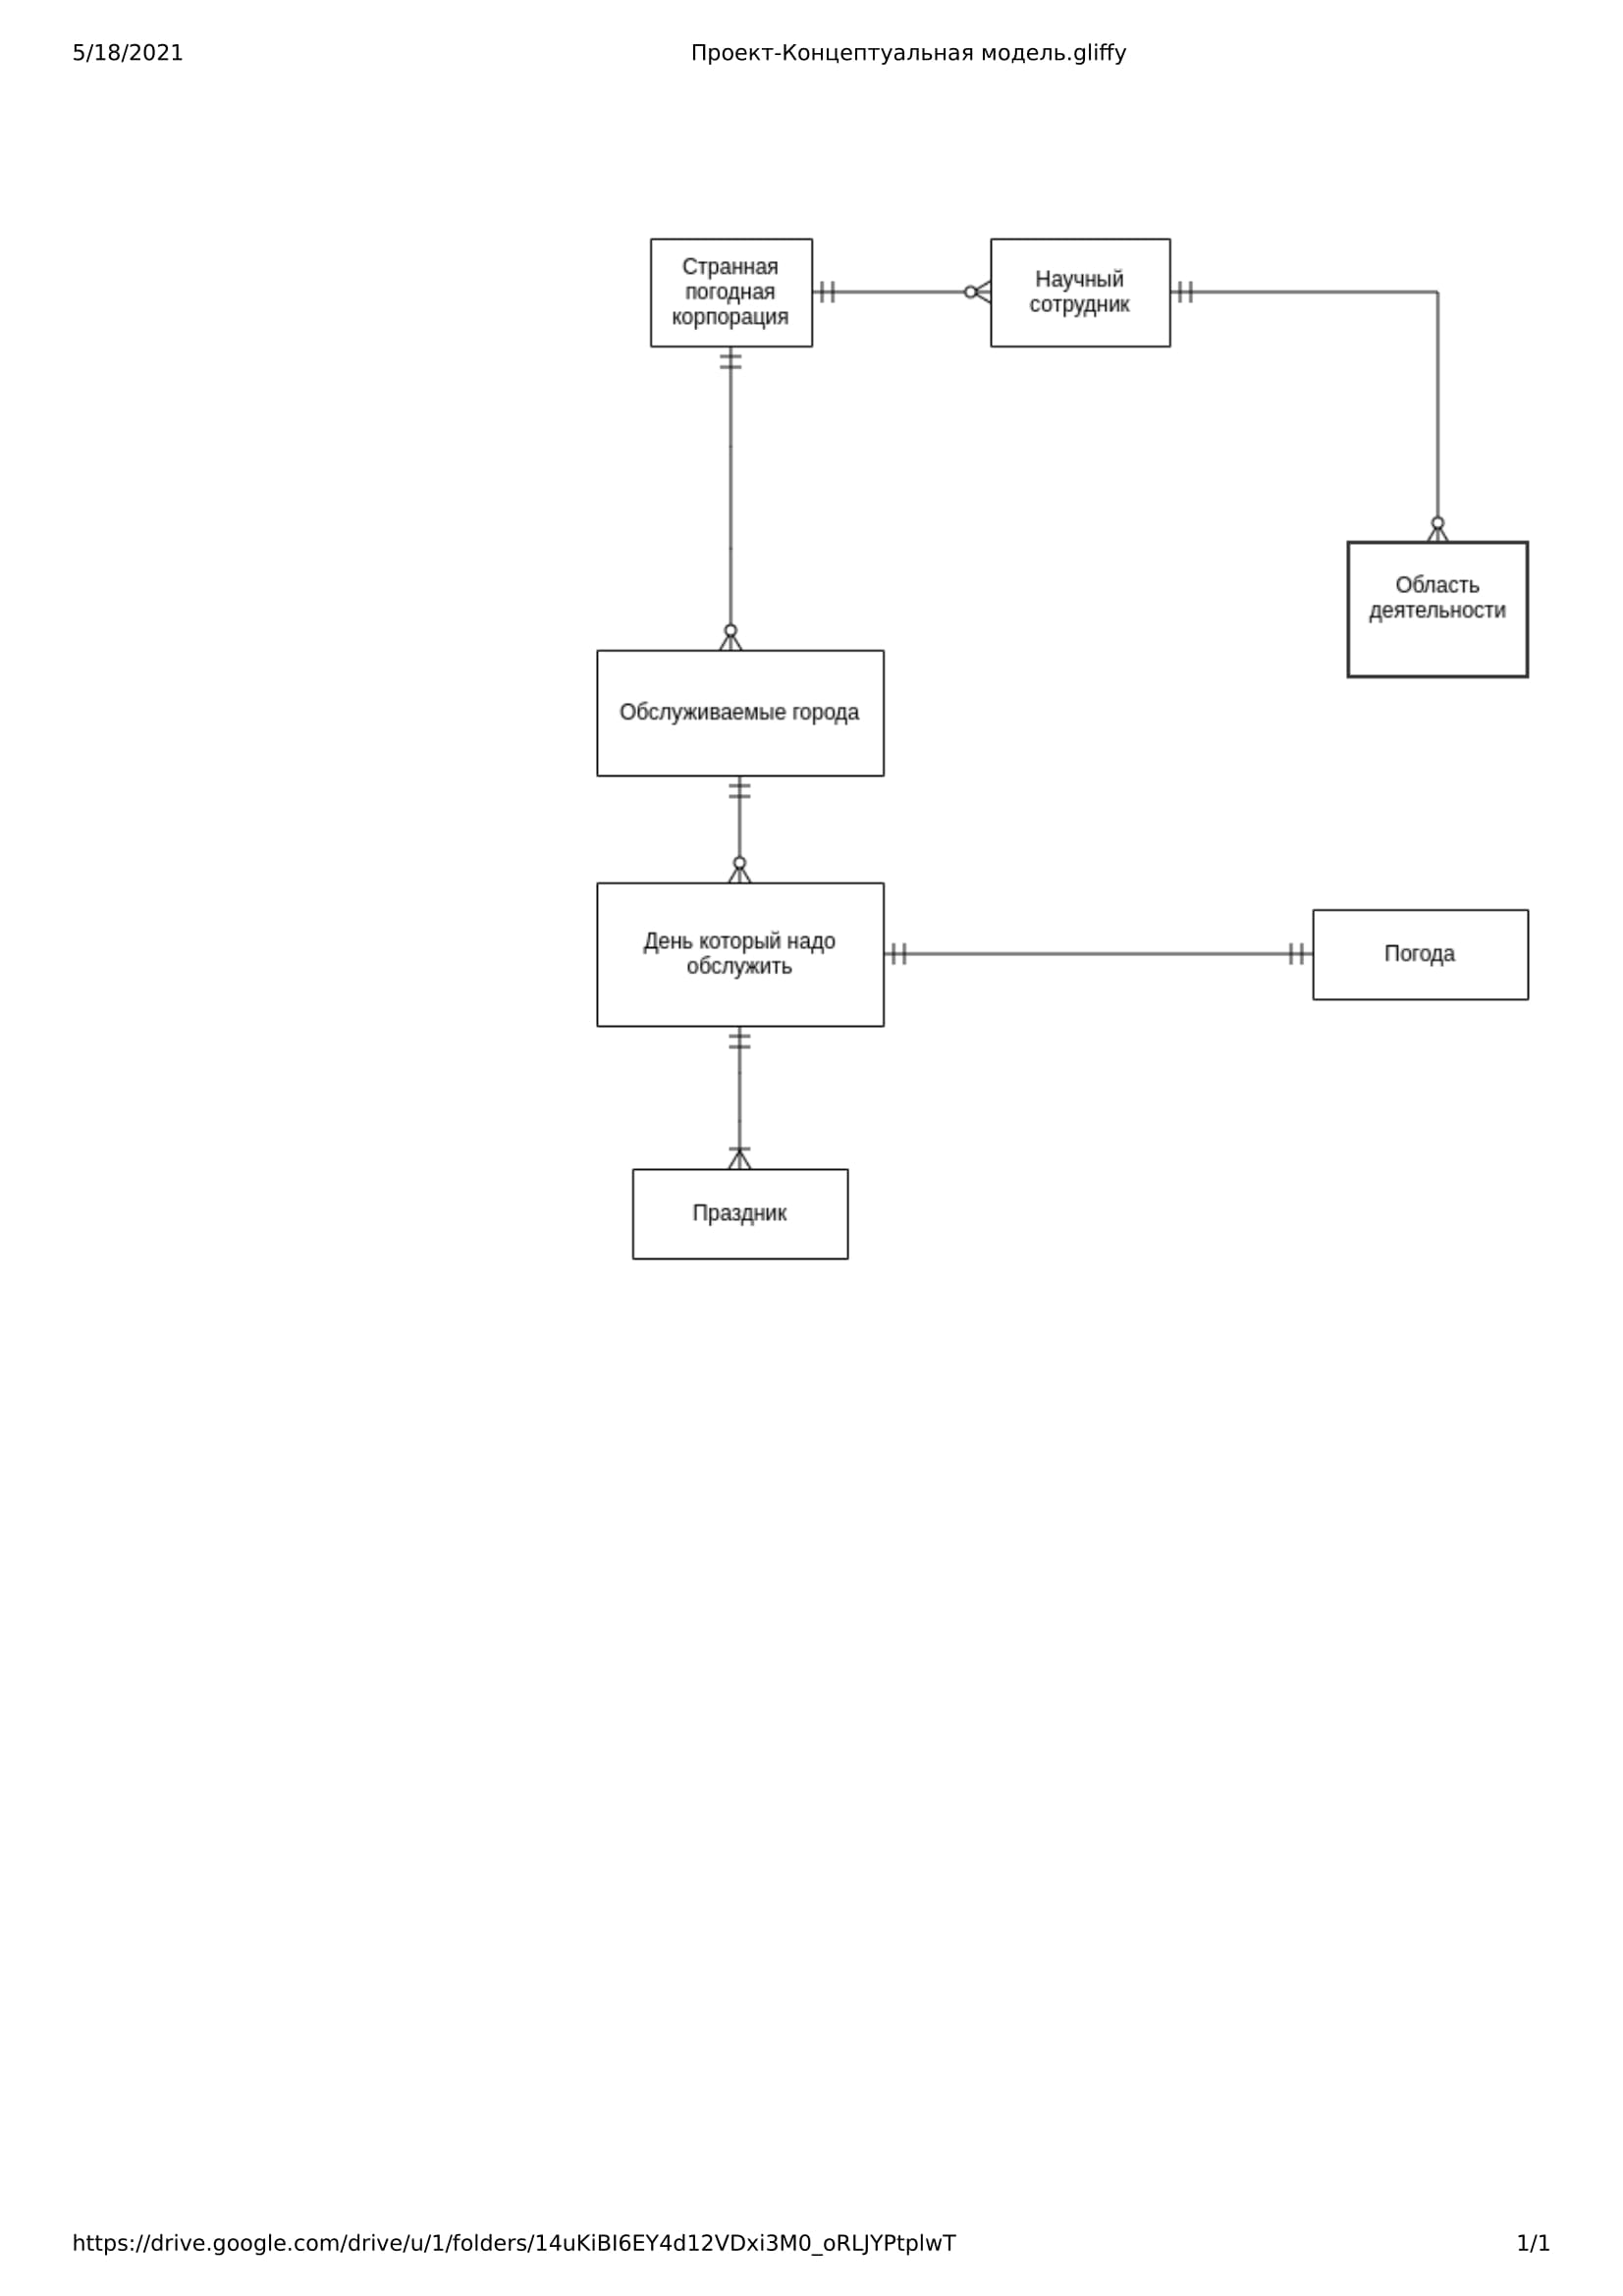 5/18/2021
Проект-Концептуальная модель.gliffy
Странная
погодная
корпорация
Научный
сотрудник
Область
деятельности
Обслуживаемые города
День который надо
обслужить
Погода
Праздник
https://drive.google.com/drive/u/1/folders/14uKiBI6EY4d12VDxi3M0_oRLJYPtplwT
1/1